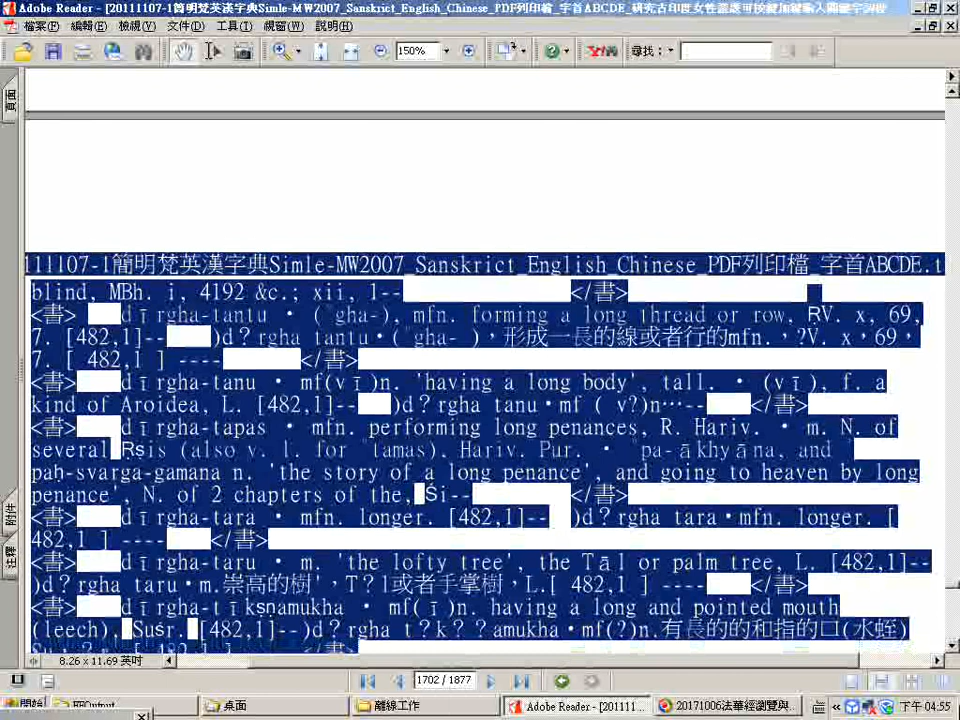 Adobe Reader - [20111107-1簡明梵英漢字典Simle-MW2007_Sanskrict_English_Chinese_PDF列印檔_字首ABCDE_研究古印度女性
檔案(F) 編輯(E) 檢視(V) 文件(D) 工具(T) 視窗(W) 說明(H)
150% 尋找:
頁面
111107-1簡明梵英漢字典Simle-MW2007_Sanskrict_English_Chinese_PDF列印檔_字首ABCDE.t
blind, MBh. i, 4192 &c.; xii, 1-- </書>
<書> dīrgha-tantu ‧ (˘gha-), mfn. forming a long thread or row, RV. x, 69,
7. [482,1]-- )d?rgha tantu‧(˘gha- ),形成一長的線或者行的mfn.,?V. x,69,
7. [ 482,1 ] ---- </書>
<書> dīrgha-tanu ‧ mf(vī)n. 'having a long body', tall. ‧ (vī), f. a
kind of Aroidea, L. [482,1]-- )d?rgha tanu‧mf ( v?)n…-- </書>
<書> dīrgha-tapas ‧ mfn. performing long penances, R. Hariv. ‧ m. N. of
several Ṛṣis (also v. l. for ˘tamas), Hariv. Pur. ‧ ˘pa-ākhyāna, and ˘
paḥ-svarga-gamana n. 'the story of a long penance', and going to heaven by long
penance', N. of 2 chapters of the, Śi-- </書>
<書> dīrgha-tara ‧ mfn. longer. [482,1]-- )d?rgha tara‧mfn. longer. [
482,1 ] ---- </書>
<書> dīrgha-taru ‧ m. 'the lofty tree', the Tāl or palm tree, L. [482,1]--
)d?rgha taru‧m.崇高的樹',T?l或者手掌樹,L.[ 482,1 ] ---- </書>
<書> dīrgha-tīkṣṇamukha ‧ mf(ī)n. having a long and pointed mouth
(leech), Suśr. [482,1]--)d?rgha t?k??amukha‧mf(?)n.有長的的和指的口(水蛭)
附件
註釋
8.26 x 11.69 英吋
1702 / 1877
開始 FFOutput 桌面 離線工作 Adobe Reader - [201111... 20171006法華經瀏覽與... 下午 04:55